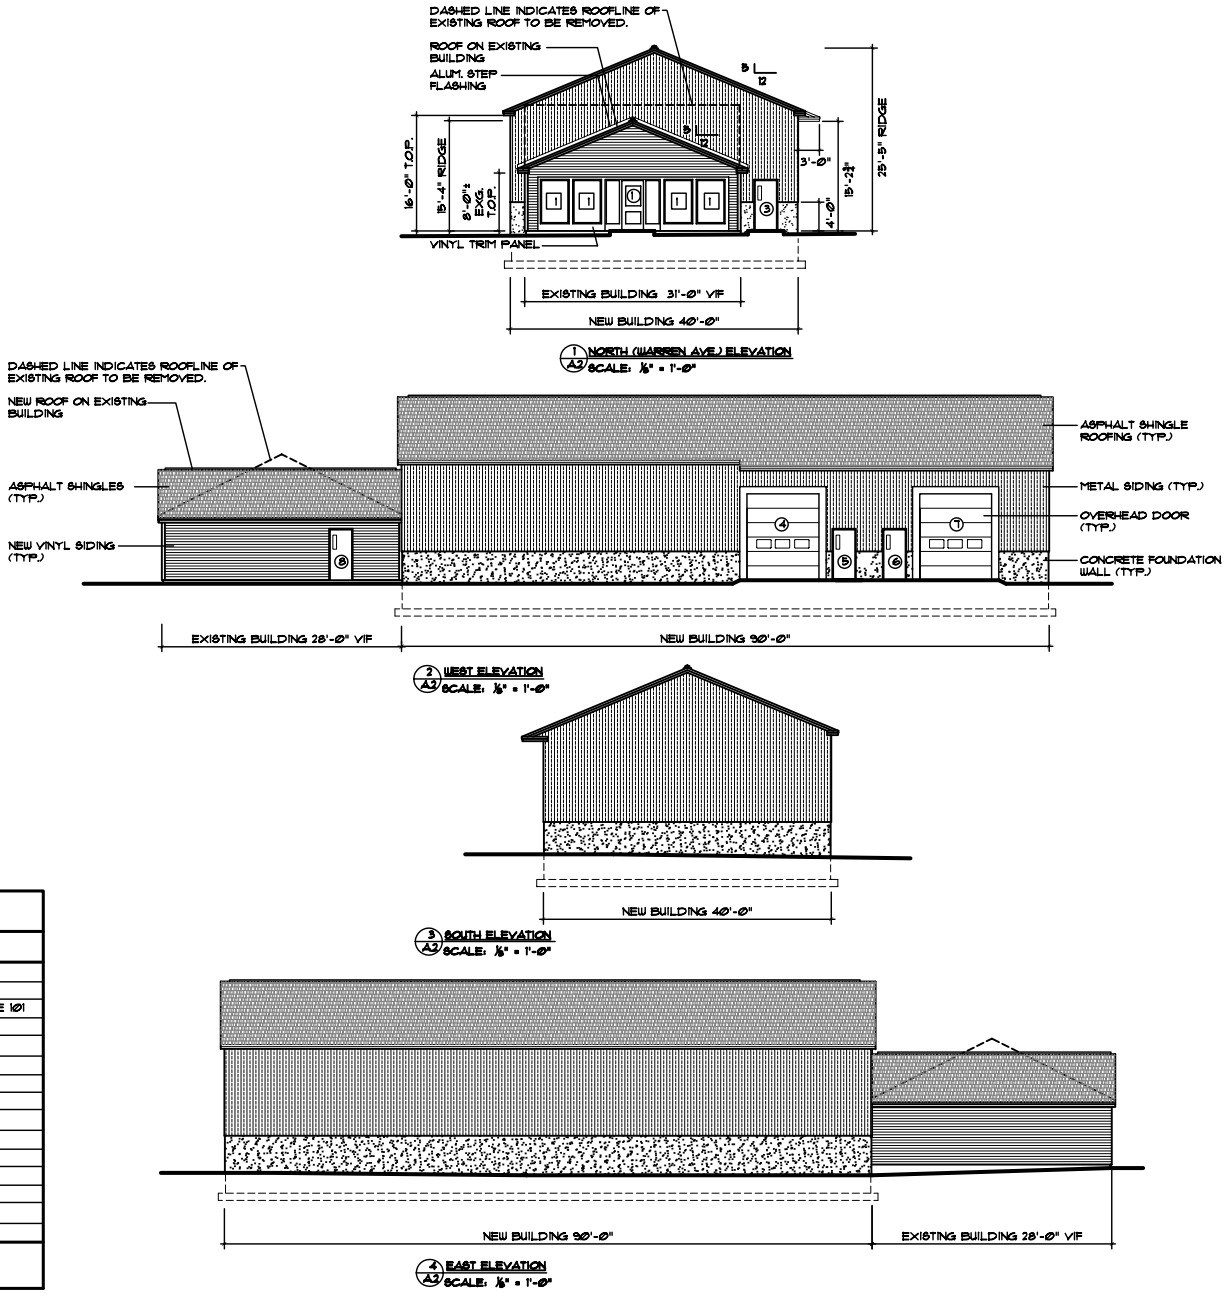 DASHED LINE INDICATES ROOFLINE OF
EXISTING ROOF TO BE REMOVED.
ROOF ON EXISTING
BUILDING
ALUM. STEP
FLASHING
5
12
5
12
16'-0" T.O.P.
15'-4" RIDGE
8'-0"±
EXG.
T.O.P.
1
1
1
1
1
3
3'-0"
4'-0"
15'-2¾"
25'-5" RIDGE
VINYL TRIM PANEL
EXISTING BUILDING 31'-0" VIF
NEW BUILDING 40'-0"
1
A2
NORTH (WARREN AVE.) ELEVATION
SCALE: ⅛" = 1'-0"
DASHED LINE INDICATES ROOFLINE OF
EXISTING ROOF TO BE REMOVED.
NEW ROOF ON EXISTING
BUILDING
ASPHALT SHINGLES
(TYP.)
NEW VINYL SIDING
(TYP.)
8
4
5
6
7
ASPHALT SHINGLE
ROOFING (TYP.)
METAL SIDING (TYP.)
OVERHEAD DOOR
(TYP.)
CONCRETE FOUNDATION
WALL (TYP.)
EXISTING BUILDING 28'-0" VIF
NEW BUILDING 90'-0"
2
A2
WEST ELEVATION
SCALE: ⅛" = 1'-0"
NEW BUILDING 40'-0"
3
A2
SOUTH ELEVATION
SCALE: ⅛" = 1'-0"
E 101
NEW BUILDING 90'-0"
EXISTING BUILDING 28'-0" VIF
4
A2
EAST ELEVATION
SCALE: ⅛" = 1'-0"